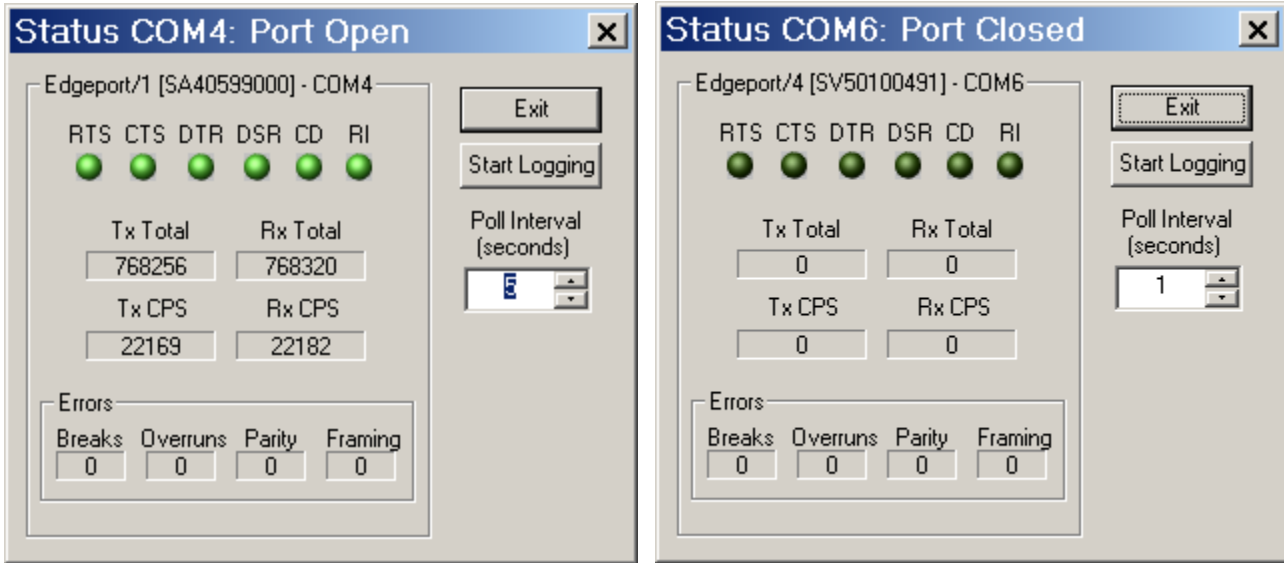 Status COM4: Port Open
Edgeport/1 [SA40599000] - COM4
RTS CTS DTR DSR CD RI
Tx Total Rx Total
768256 768320
Tx CPS Rx CPS
22169 22182
Errors
Breaks Overruns Parity Framing
0 0 0 0
Exit
Start Logging
Poll Interval
(seconds)
5
Status COM6: Port Closed
Edgeport/4 [SV50100491] - COM6
RTS CTS DTR DSR CD RI
Tx Total Rx Total
0 0
Tx CPS Rx CPS
0 0
Errors
Breaks Overruns Parity Framing
0 0 0 0
Exit
Start Logging
Poll Interval
(seconds)
1